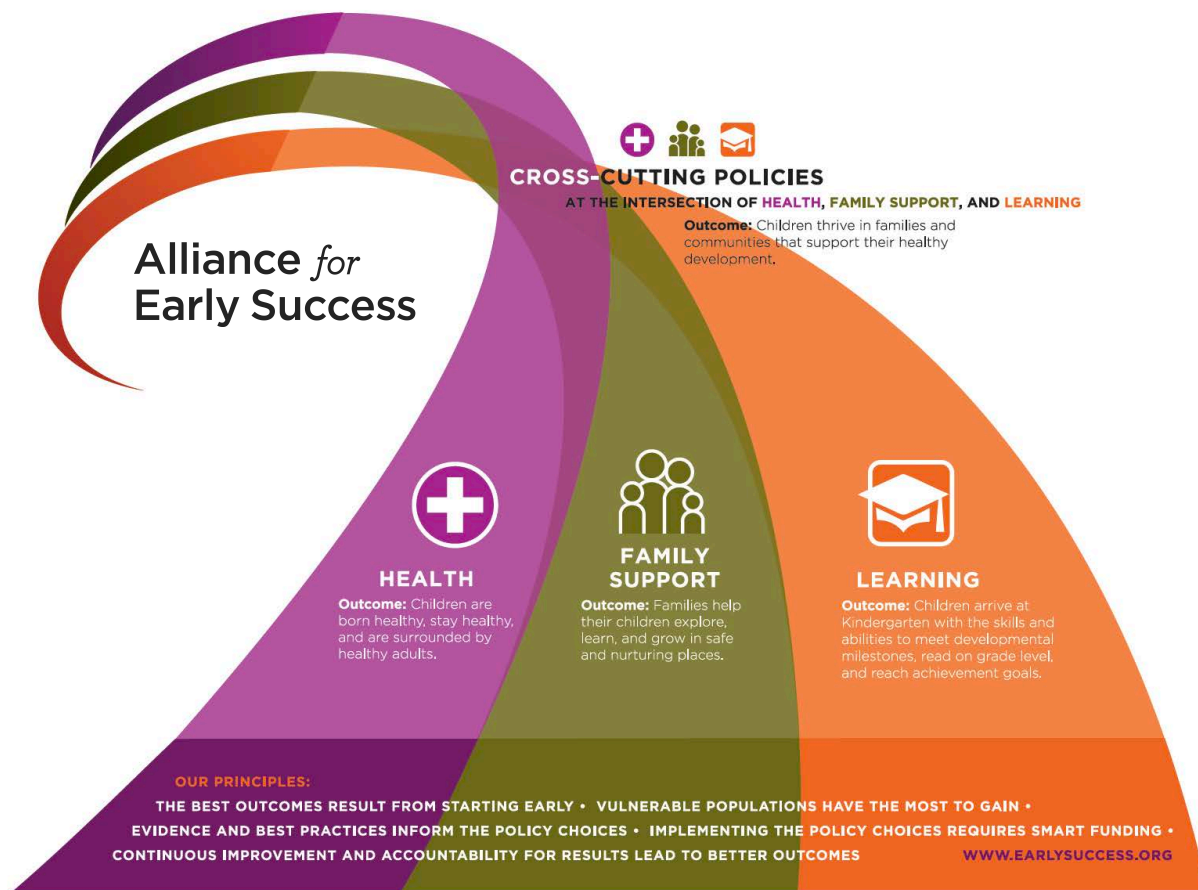 Alliance for
Early Success
CROSS-CUTTING POLICIES
AT THE INTERSECTION OF HEALTH, FAMILY SUPPORT, AND LEARNING
Outcome: Children thrive in families and
communities that support their healthy
development.
HEALTH
Outcome: Children are
born healthy, stay healthy,
and are surrounded by
healthy adults.
FAMILY
SUPPORT
Outcome: Families help
their children explore,
learn, and grow in safe
and nurturing places.
LEARNING
Outcome: Children arrive at
Kindergarten with the skills and
abilities to meet developmental
milestones, read on grade level,
and reach achievement goals.
OUR PRINCIPLES:
THE BEST OUTCOMES RESULT FROM STARTING EARLY • VULNERABLE POPULATIONS HAVE THE MOST TO GAIN •
EVIDENCE AND BEST PRACTICES INFORM THE POLICY CHOICES • IMPLEMENTING THE POLICY CHOICES REQUIRES SMART FUNDING •
CONTINUOUS IMPROVEMENT AND ACCOUNTABILITY FOR RESULTS LEAD TO BETTER OUTCOMES WWW.EARLYSUCCESS.ORG